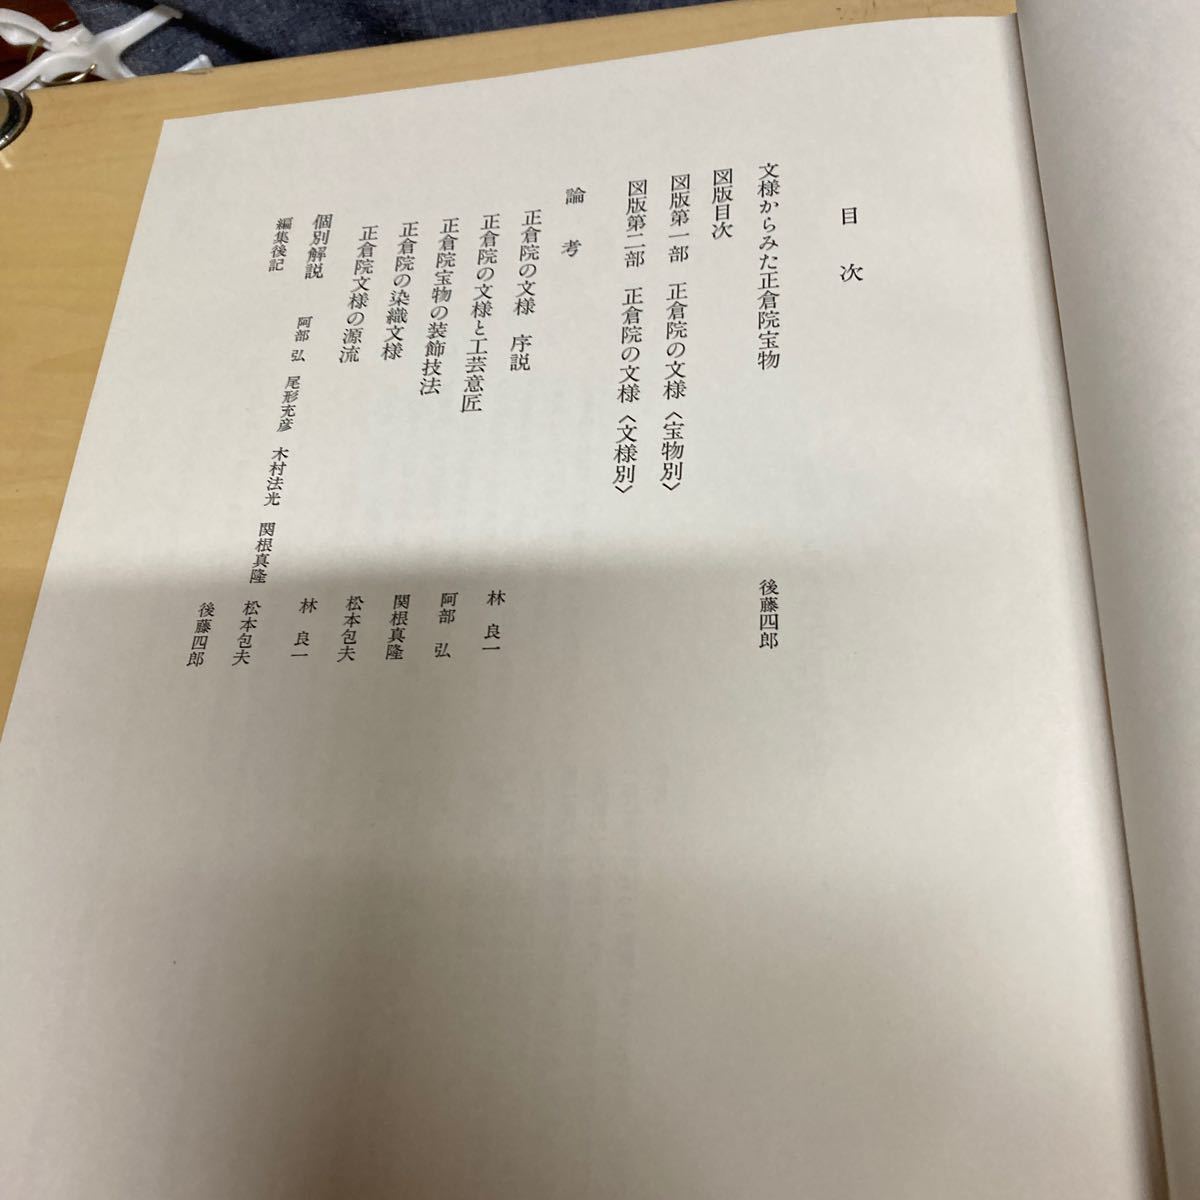 目次
文様からみた正倉院宝物 後藤四郎
図版目次
図版第一部 正倉院の文様〈宝物別〉
図版第二部 正倉院の文様〈文様別〉
論考
正倉院の文様 序説 林良一
正倉院の文様と工芸意匠 阿部弘
正倉院宝物の装飾技法 関根真隆
正倉院の染織文様 松本包夫
正倉院文様の源流 林良一
個別解説 阿部弘 尾形充彦 木村法光 関根真隆 松本包夫
編集後記 後藤四郎